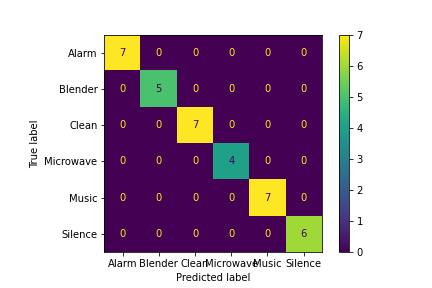 Alarm 7 0 0 0 0 0
Blender 0 5 0 0 0 0
Clean 0 0 7 0 0 0
Microwave 0 0 0 4 0 0
Music 0 0 0 0 7 0
Silence 0 0 0 0 0 6
Alarm Blender Clean Microwave Music Silence
Predicted label
True label
7
6
5
4
3
2
1
0